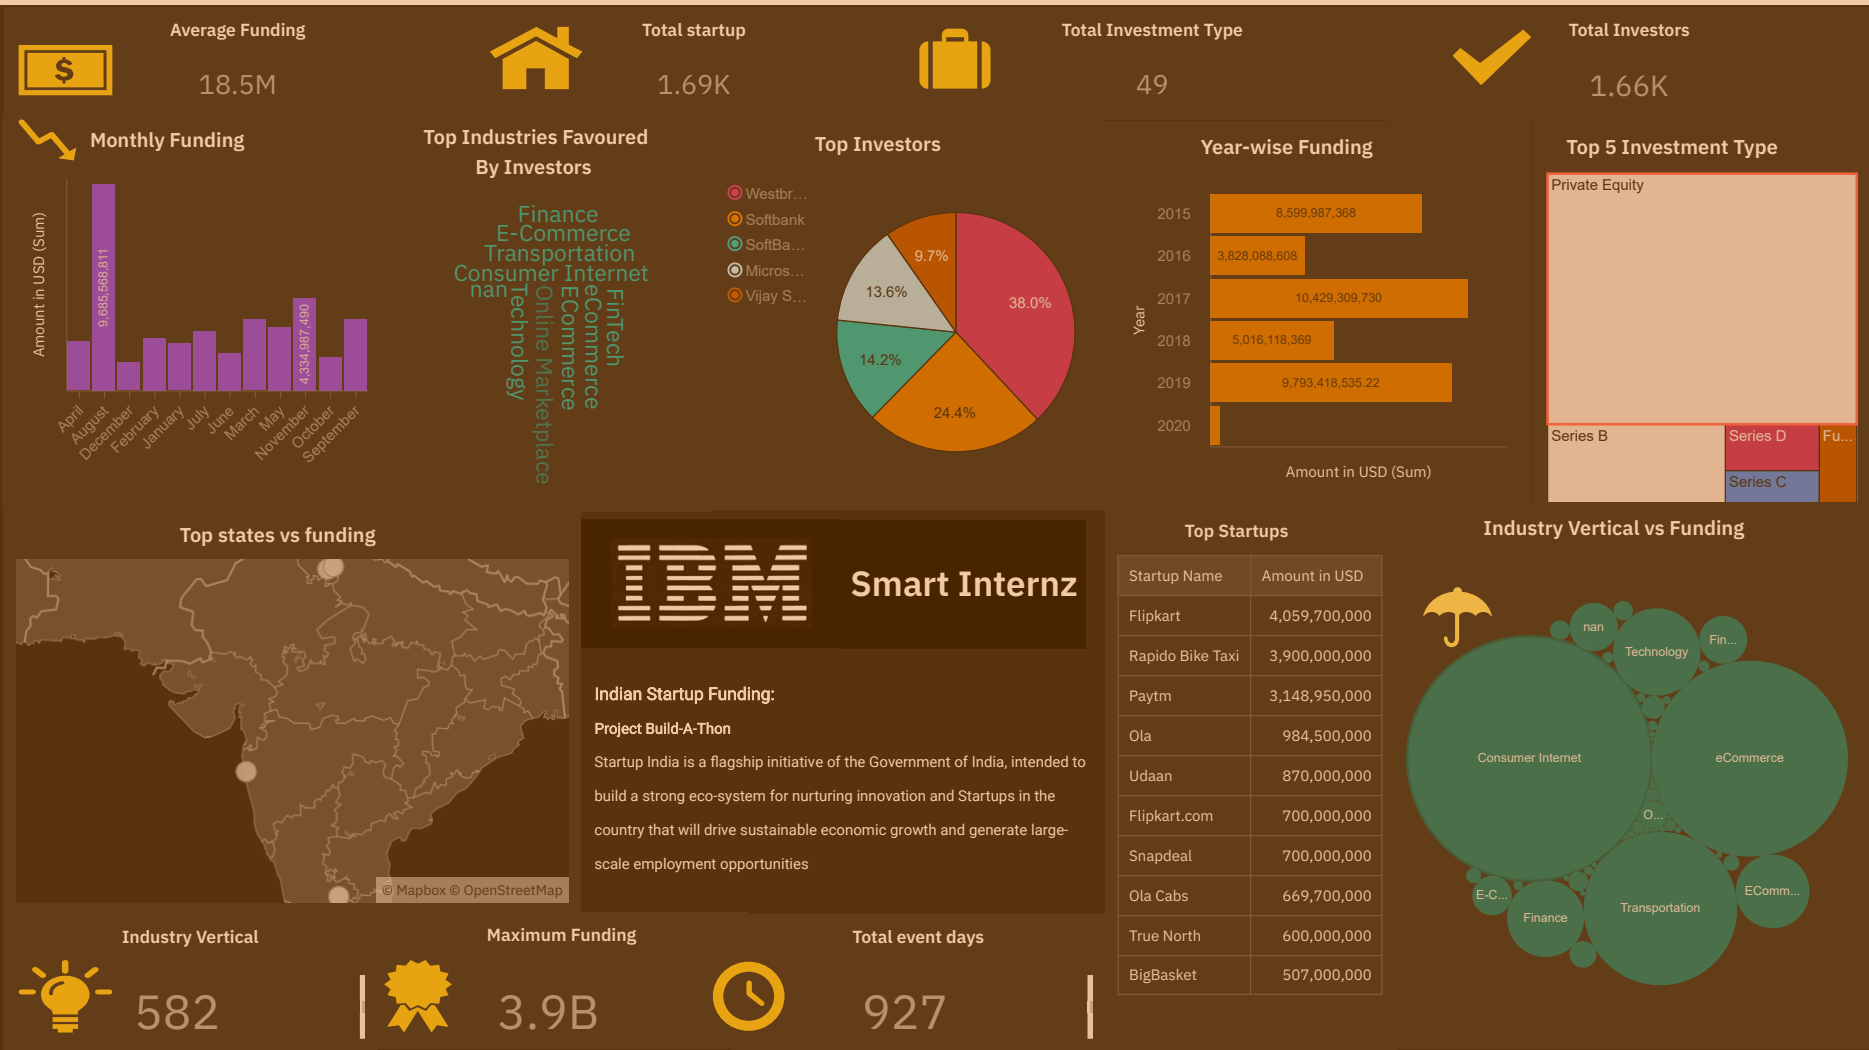 Average Funding
18.5M
Total startup
1.69K
Total Investment Type
49
Total Investors
1.66K
$
Monthly Funding
Amount in USD (Sum)
9,685,568,811
4,334,987,490
April
August
December
February
January
July
June
March
May
November
October
September
Top Industries Favoured
By Investors
Finance
E-Commerce
Transportation
Consumer Internet
nan
Technology
Online Marketplace
ECommerce
eCommerce
FinTech
Top Investors
Westbr...
Softbank
SoftBa...
Micros...
Vijay S...
9.7%
38.0%
13.6%
14.2%
24.4%
Year-wise Funding
Year
2015 8,599,987,368
2016 3,828,088,608
2017 10,429,309,730
2018 5,016,118,369
2019 9,793,418,535.22
2020
Amount in USD (Sum)
Top 5 Investment Type
Private Equity
Series B
Series D
Fu...
Series C
Top states vs funding
© Mapbox © OpenStreetMap
IBM
Smart Internz
Indian Startup Funding:
Project Build-A-Thon
Startup India is a flagship initiative of the Government of India, intended to
build a strong eco-system for nurturing innovation and Startups in the
country that will drive sustainable economic growth and generate large-
scale employment opportunities
Top Startups
Startup Name Amount in USD
Flipkart 4,059,700,000
Rapido Bike Taxi 3,900,000,000
Paytm 3,148,950,000
Ola 984,500,000
Udaan 870,000,000
Flipkart.com 700,000,000
Snapdeal 700,000,000
Ola Cabs 669,700,000
True North 600,000,000
BigBasket 507,000,000
Industry Vertical vs Funding
nan
Technology
Fin...
Consumer Internet
eCommerce
O...
E-C...
Finance
Transportation
EComm...
Industry Vertical
582
Maximum Funding
3.9B
Total event days
927